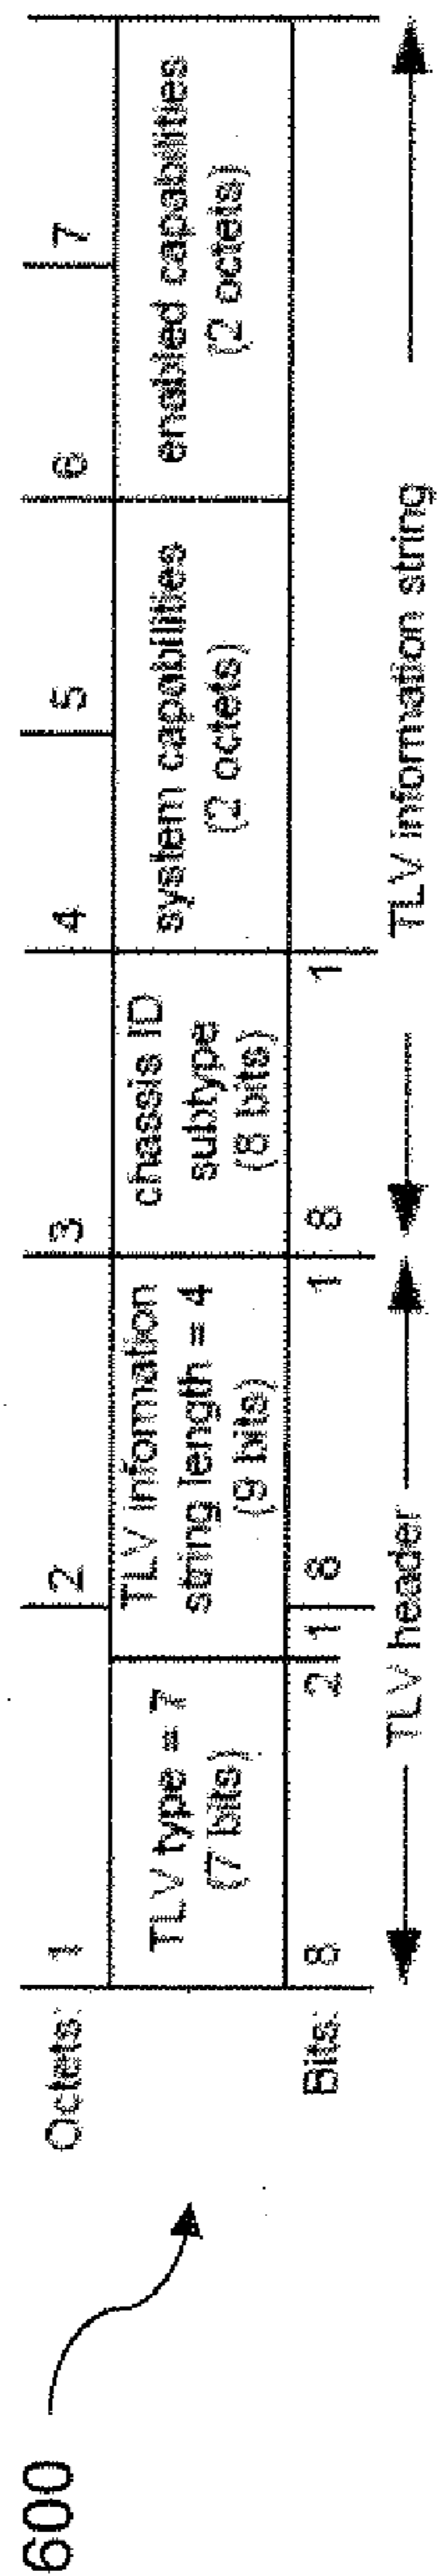 600
Octets: 1 2 3 4 5 6 7
TLV type = 7
(7 bits)
TLV information
string length = 4
(9 bits)
chassis ID
subtype
(8 bits)
system capabilities
(2 octets)
enabled capabilities
(2 octets)
Bits: 8 2 1 8 1 8 1
TLV header
TLV information string